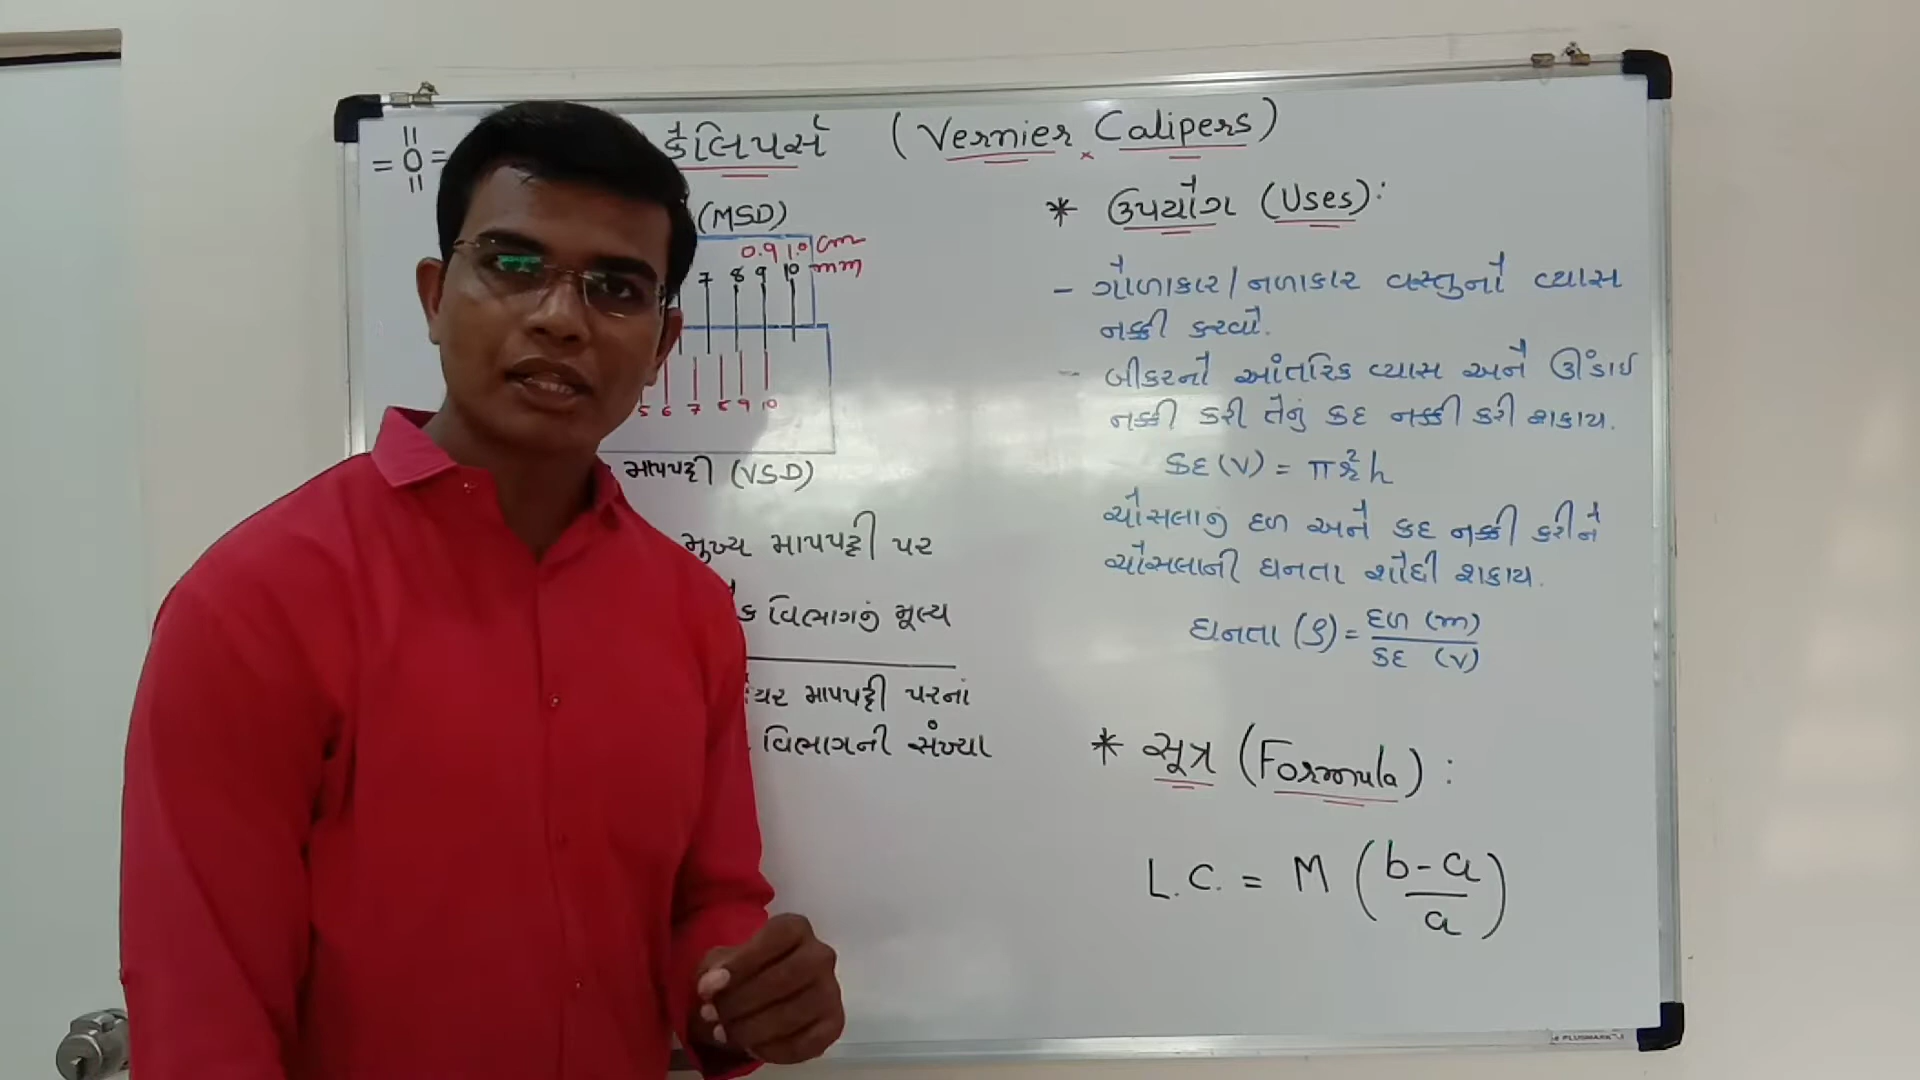 કેલિપર્સ (Vernier Calipers)
= O =
(MSD)
0.9 1.0 cm
7 8 9 10 mm
5 6 7 8 9 10
માપપટ્ટી (VSD)
મુખ્ય માપપટ્ટી પર
વિભાગનું મૂલ્ય
માપપટ્ટી પરનાં
વિભાગની સંખ્યા
* ઉપયોગ (Uses):
- ગોળાકાર/નળાકાર વસ્તુનો વ્યાસ
નક્કી કરવો.
- બીકરનો આંતરિક વ્યાસ અને ઊંડાઈ
નક્કી કરી તેનું કદ નક્કી કરી શકાય.
કદ (V) = πr²h
ચોસલાનું દળ અને કદ નક્કી કરીને
ચોસલાની ઘનતા શોધી શકાય.
ઘનતા (ρ) = દળ (m)
કદ (V)
* સૂત્ર (Formula) :
L.C. = M (b-a / a)
PLUSMARK